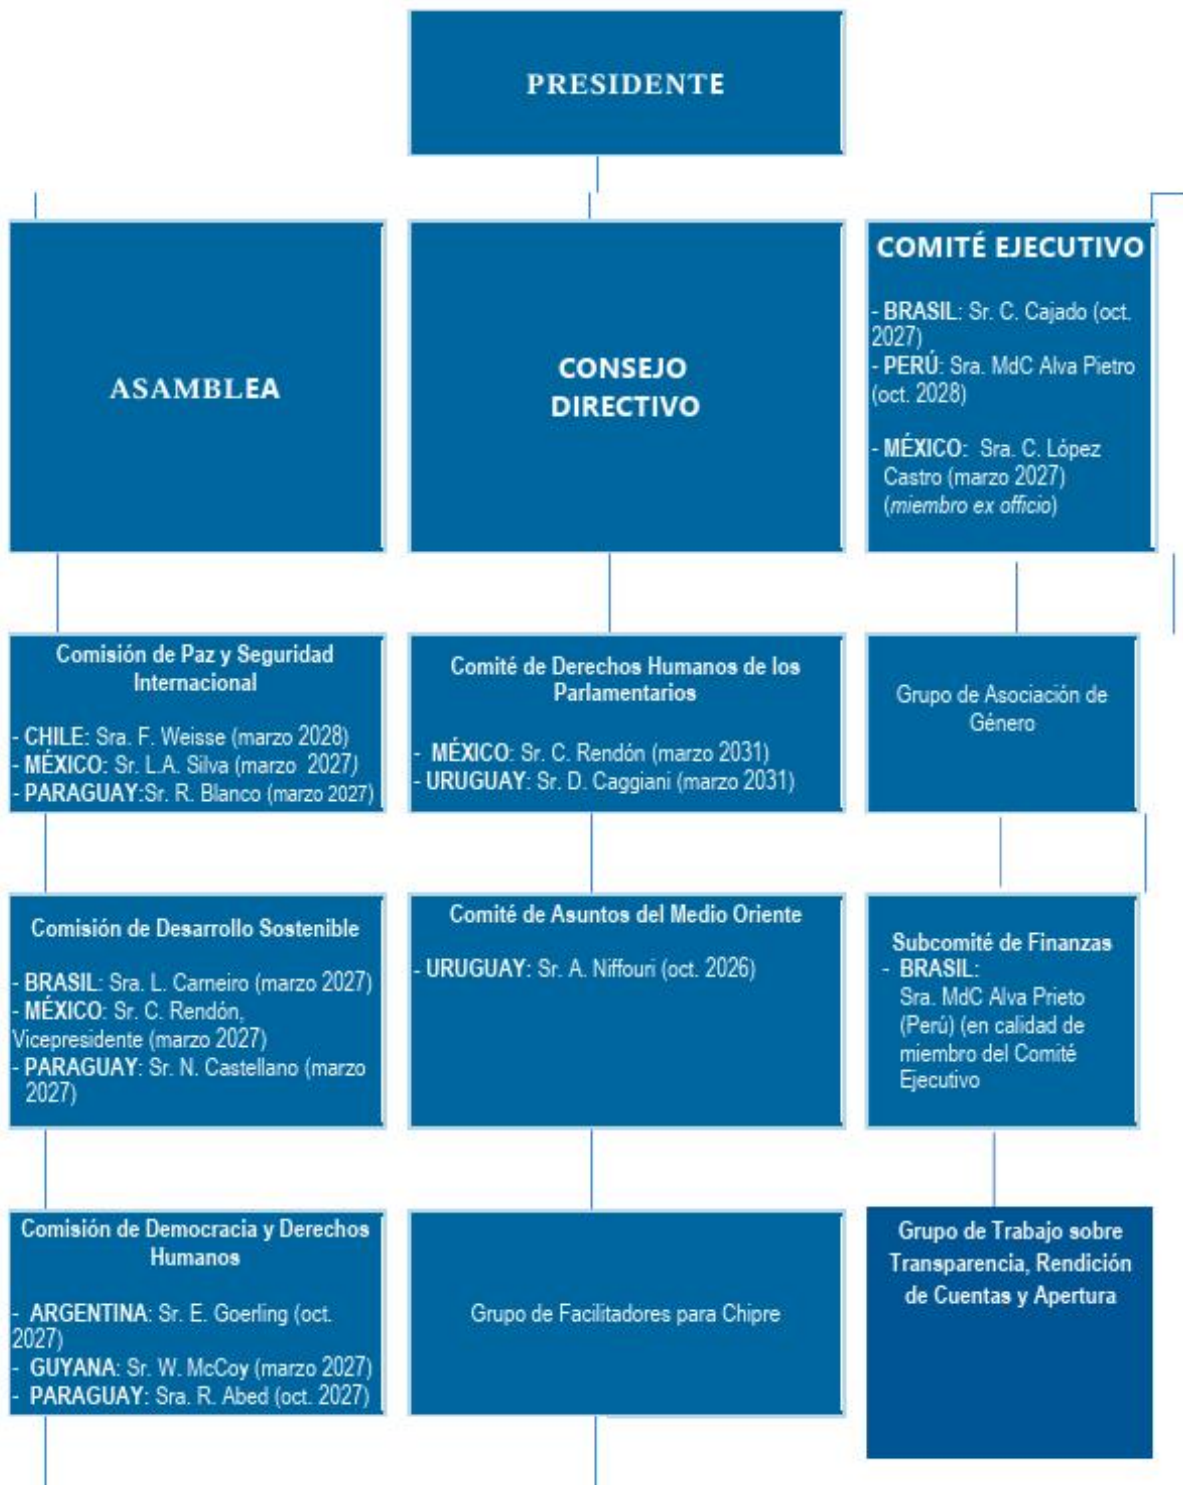 PRESIDENTE
ASAMBLEA
CONSEJO
DIRECTIVO
COMITÉ EJECUTIVO
- BRASIL: Sr. C. Cajado (oct.
2027)
- PERÚ: Sra. MdC Alva Pietro
(oct. 2028)
- MÉXICO: Sra. C. López
Castro (marzo 2027)
(miembro ex officio)
Comisión de Paz y Seguridad
Internacional
- CHILE: Sra. F. Weisse (marzo 2028)
- MÉXICO: Sr. L.A. Silva (marzo 2027)
- PARAGUAY:Sr. R. Blanco (marzo 2027)
Comité de Derechos Humanos de los
Parlamentarios
- MÉXICO: Sr. C. Rendón (marzo 2031)
- URUGUAY: Sr. D. Caggiani (marzo 2031)
Grupo de Asociación de
Género
Comisión de Desarrollo Sostenible
- BRASIL: Sra. L. Carneiro (marzo 2027)
- MÉXICO: Sr. C. Rendón,
Vicepresidente (marzo 2027)
- PARAGUAY: Sr. N. Castellano (marzo
2027)
Comité de Asuntos del Medio Oriente
- URUGUAY: Sr. A. Niffouri (oct. 2026)
Subcomité de Finanzas
- BRASIL:
Sra. MdC Alva Prieto
(Perú) (en calidad de
miembro del Comité
Ejecutivo
Comisión de Democracia y Derechos
Humanos
- ARGENTINA: Sr. E. Goerling (oct.
2027)
- GUYANA: Sr. W. McCoy (marzo 2027)
- PARAGUAY: Sra. R. Abed (oct. 2027)
Grupo de Facilitadores para Chipre
Grupo de Trabajo sobre
Transparencia, Rendición
de Cuentas y Apertura